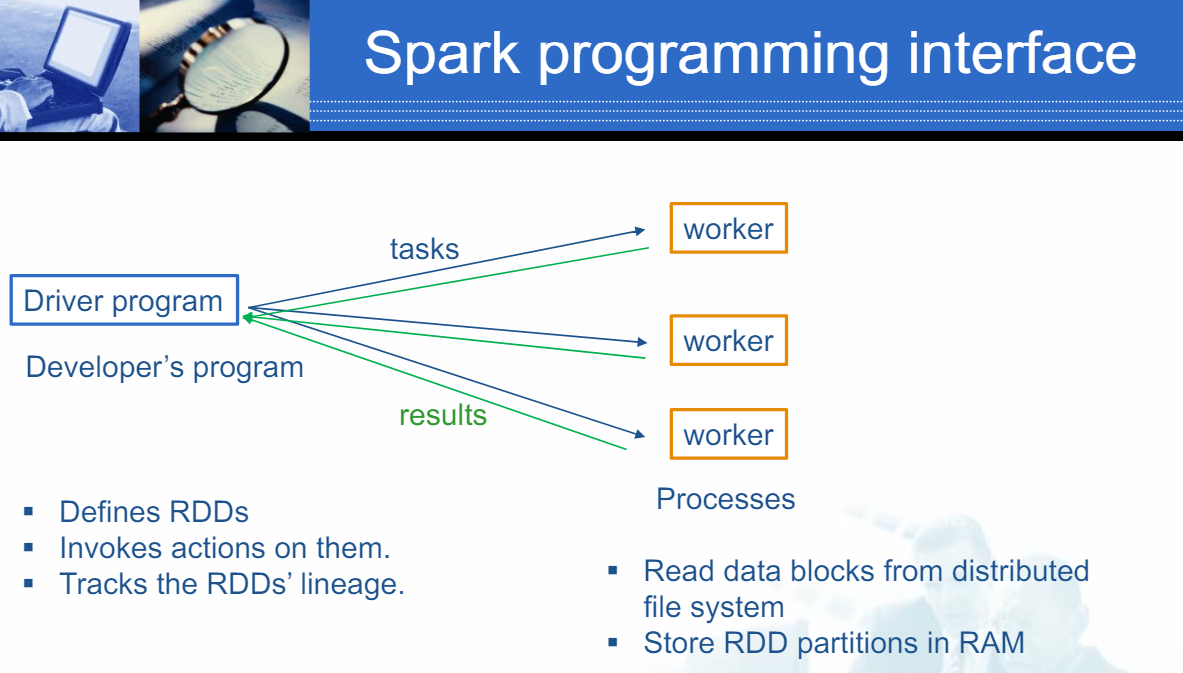 Spark programming interface
tasks
worker
Driver program
worker
Developer's program
results
worker
Processes
▪ Defines RDDs
▪ Invokes actions on them.
▪ Tracks the RDDs' lineage.
▪ Read data blocks from distributed
file system
▪ Store RDD partitions in RAM